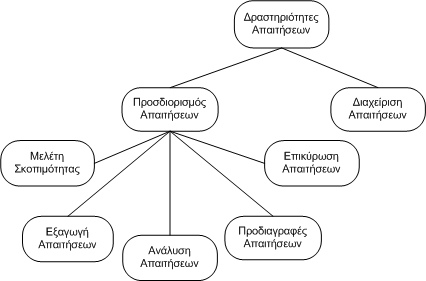 Δραστηριότητες
Απαιτήσεων
Προσδιορισμός
Απαιτήσεων
Διαχείριση
Απαιτήσεων
Μελέτη
Σκοπιμότητας
Επικύρωση
Απαιτήσεων
Εξαγωγή
Απαιτήσεων
Ανάλυση
Απαιτήσεων
Προδιαγραφές
Απαιτήσεων